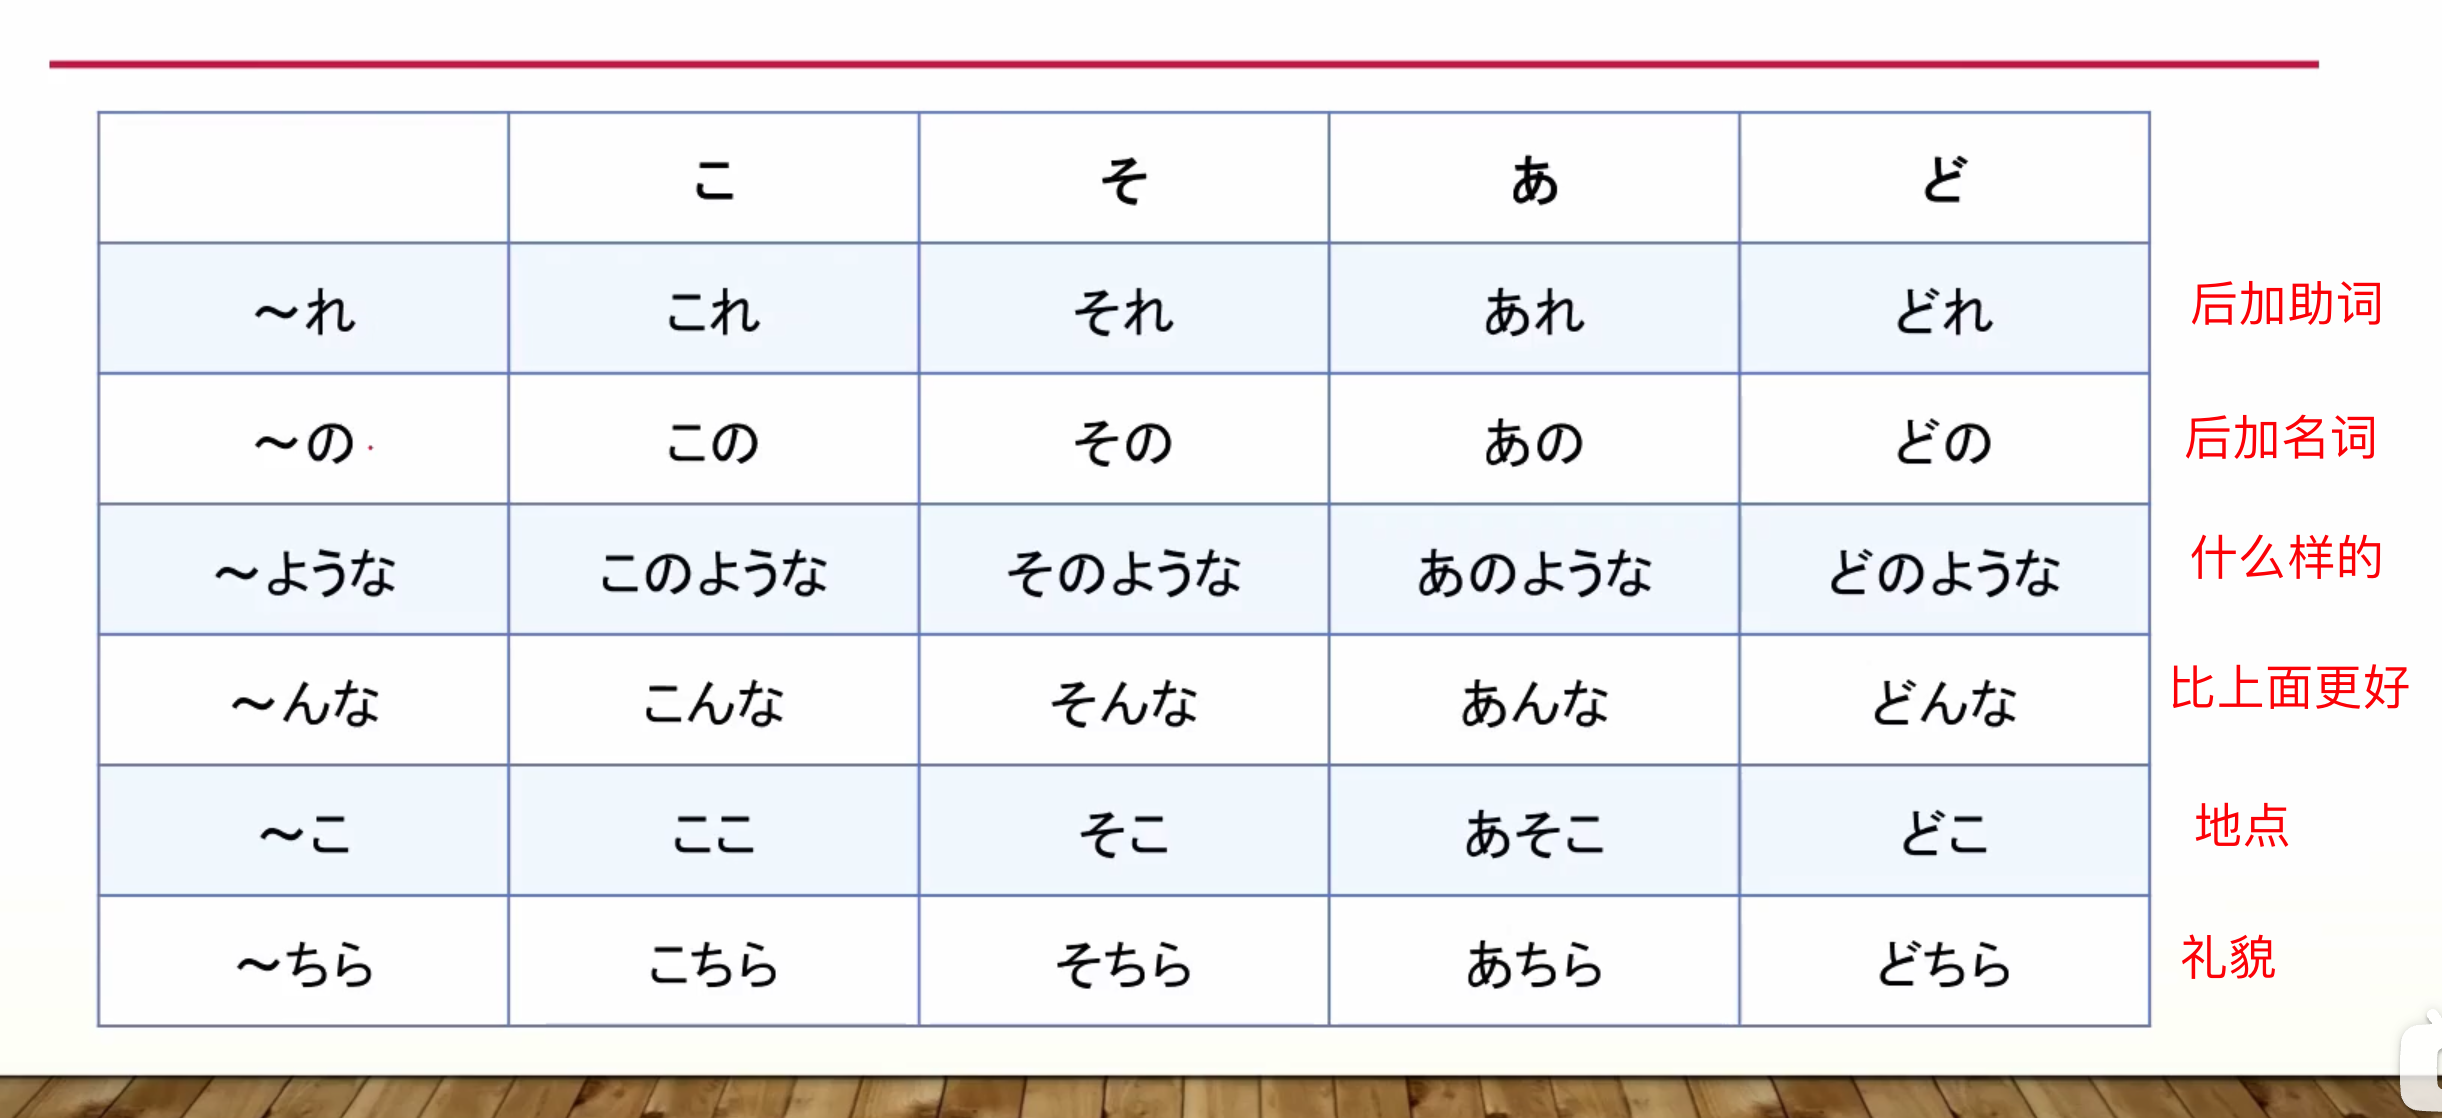 こ そ あ ど
～れ これ それ あれ どれ 后加助词
～の この その あの どの 后加名词
～ような このような そのような あのような どのような 什么样的
～んな こんな そんな あんな どんな 比上面更好
～こ ここ そこ あそこ どこ 地点
～ちら こちら そちら あちら どちら 礼貌